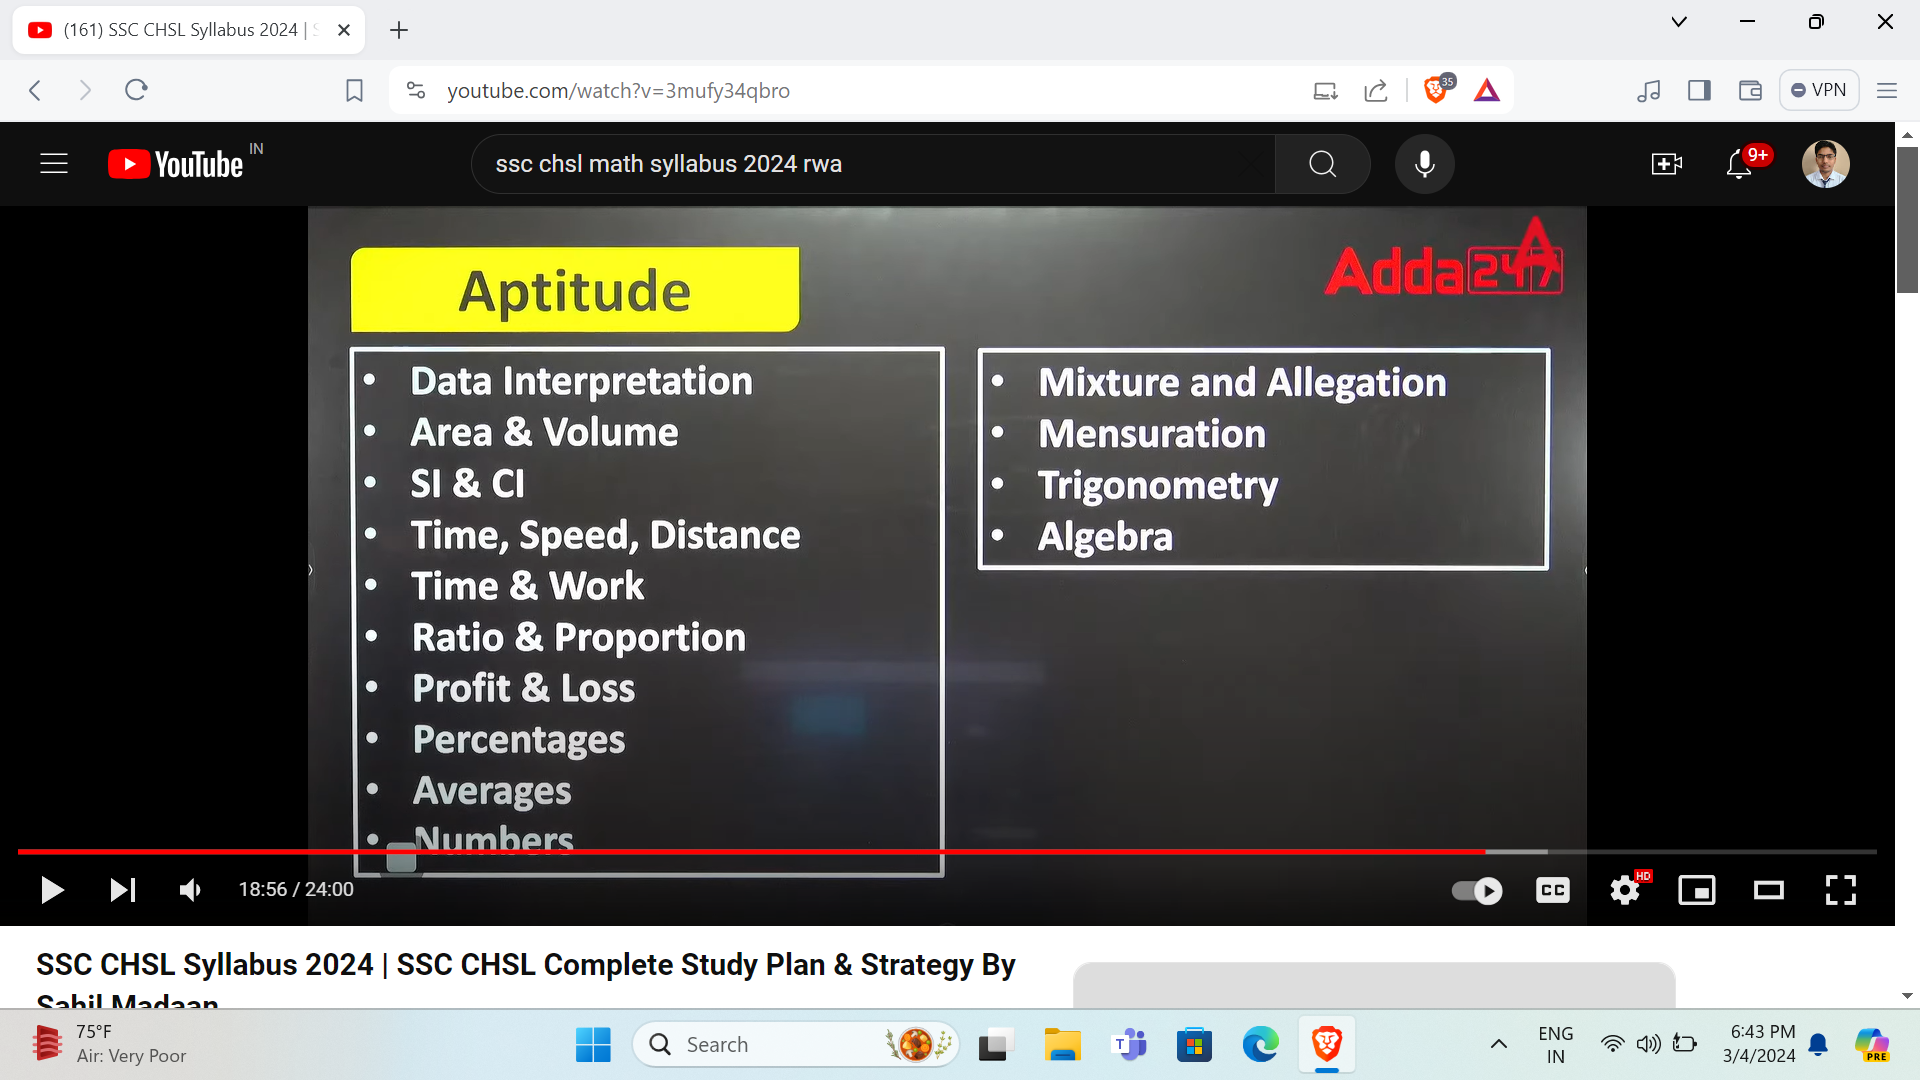 (161) SSC CHSL Syllabus 2024 | S
youtube.com/watch?v=3mufy34qbro
35
VPN
YouTube IN
ssc chsl math syllabus 2024 rwa
9+
Aptitude
Adda247
• Data Interpretation
• Area & Volume
• SI & CI
• Time, Speed, Distance
• Time & Work
• Ratio & Proportion
• Profit & Loss
• Percentages
• Averages
• Numbers
• Mixture and Allegation
• Mensuration
• Trigonometry
• Algebra
18:56 / 24:00
CC
HD
SSC CHSL Syllabus 2024 | SSC CHSL Complete Study Plan & Strategy By
Sahil Madaan
75°F
Air: Very Poor
Search
T
ENG
IN
6:43 PM
3/4/2024
PRE